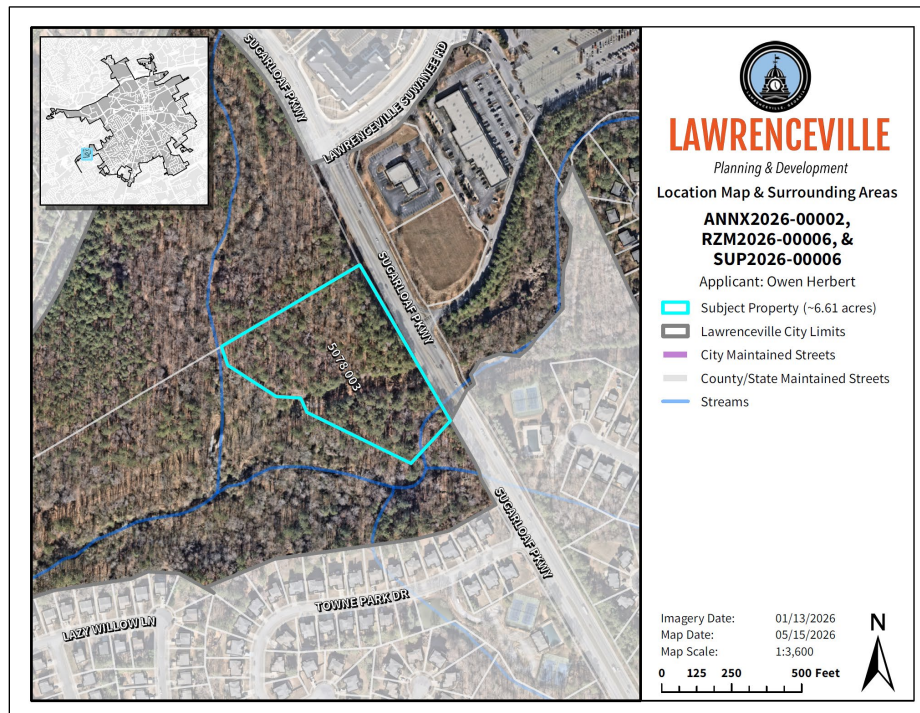 SUGARLOAF PKWY
LAWRENCEVILLE SUWANEE RD
SUGARLOAF PKWY
5078 003
SUGARLOAF PKWY
TOWNE PARK DR
LAZY WILLOW LN
LAWRENCEVILLE
Planning & Development
Location Map & Surrounding Areas
ANNX2026-00002,
RZM2026-00006, &
SUP2026-00006
Applicant: Owen Herbert
Subject Property (~6.61 acres)
Lawrenceville City Limits
City Maintained Streets
County/State Maintained Streets
Streams
Imagery Date: 01/13/2026
Map Date: 05/15/2026
Map Scale: 1:3,600
0 125 250 500 Feet
N